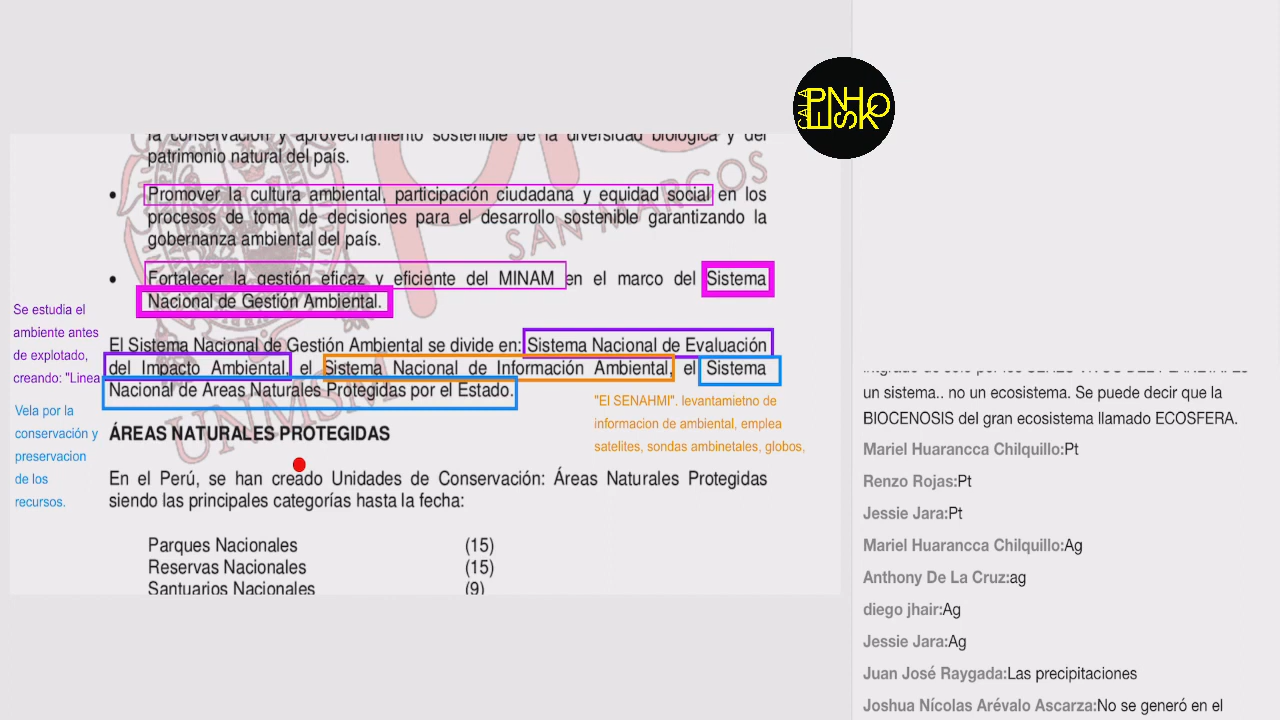 la conservación y aprovechamiento sostenible de la diversidad biológica y del
patrimonio natural del país.
• Promover la cultura ambiental, participación ciudadana y equidad social en los
procesos de toma de decisiones para el desarrollo sostenible garantizando la
gobernanza ambiental del país.
• Fortalecer la gestión eficaz y eficiente del MINAM en el marco del Sistema
Nacional de Gestión Ambiental.
El Sistema Nacional de Gestión Ambiental se divide en: Sistema Nacional de Evaluación
del Impacto Ambiental, el Sistema Nacional de Información Ambiental, el Sistema
Nacional de Areas Naturales Protegidas por el Estado.
ÁREAS NATURALES PROTEGIDAS
En el Perú, se han creado Unidades de Conservación: Áreas Naturales Protegidas
siendo las principales categorías hasta la fecha:
Parques Nacionales (15)
Reservas Nacionales (15)
Santuarios Nacionales (9)
SAN MARCOS
UNMSM
Se estudia el
ambiente antes
de explotado,
creando: "Linea
Vela por la
conservación y
preservacion
de los
recursos.
"El SENAHMI". levantamietno de
informacion de ambiental, emplea
satelites, sondas ambinetales, globos,
un sistema.. no un ecosistema. Se puede decir que la
BIOCENOSIS del gran ecosistema llamado ECOSFERA.
Mariel Huarancca Chilquillo:Pt
Renzo Rojas:Pt
Jessie Jara:Pt
Mariel Huarancca Chilquillo:Ag
Anthony De La Cruz:ag
diego jhair:Ag
Jessie Jara:Ag
Juan José Raygada:Las precipitaciones
Joshua Nícolas Arévalo Ascarza:No se generó en el